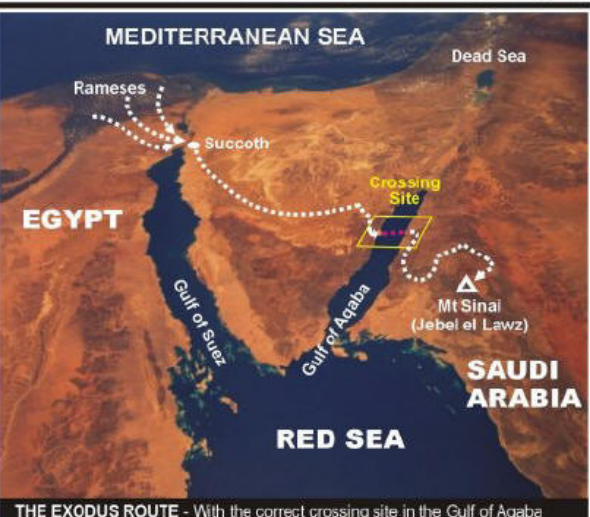 MEDITERRANEAN SEA
Dead Sea
Rameses
Succoth
Crossing
Site
EGYPT
Gulf of Suez
Gulf of Aqaba
Mt Sinai
(Jebel el Lawz)
SAUDI
ARABIA
RED SEA
THE EXODUS ROUTE - With the correct crossing site in the Gulf of Aqaba